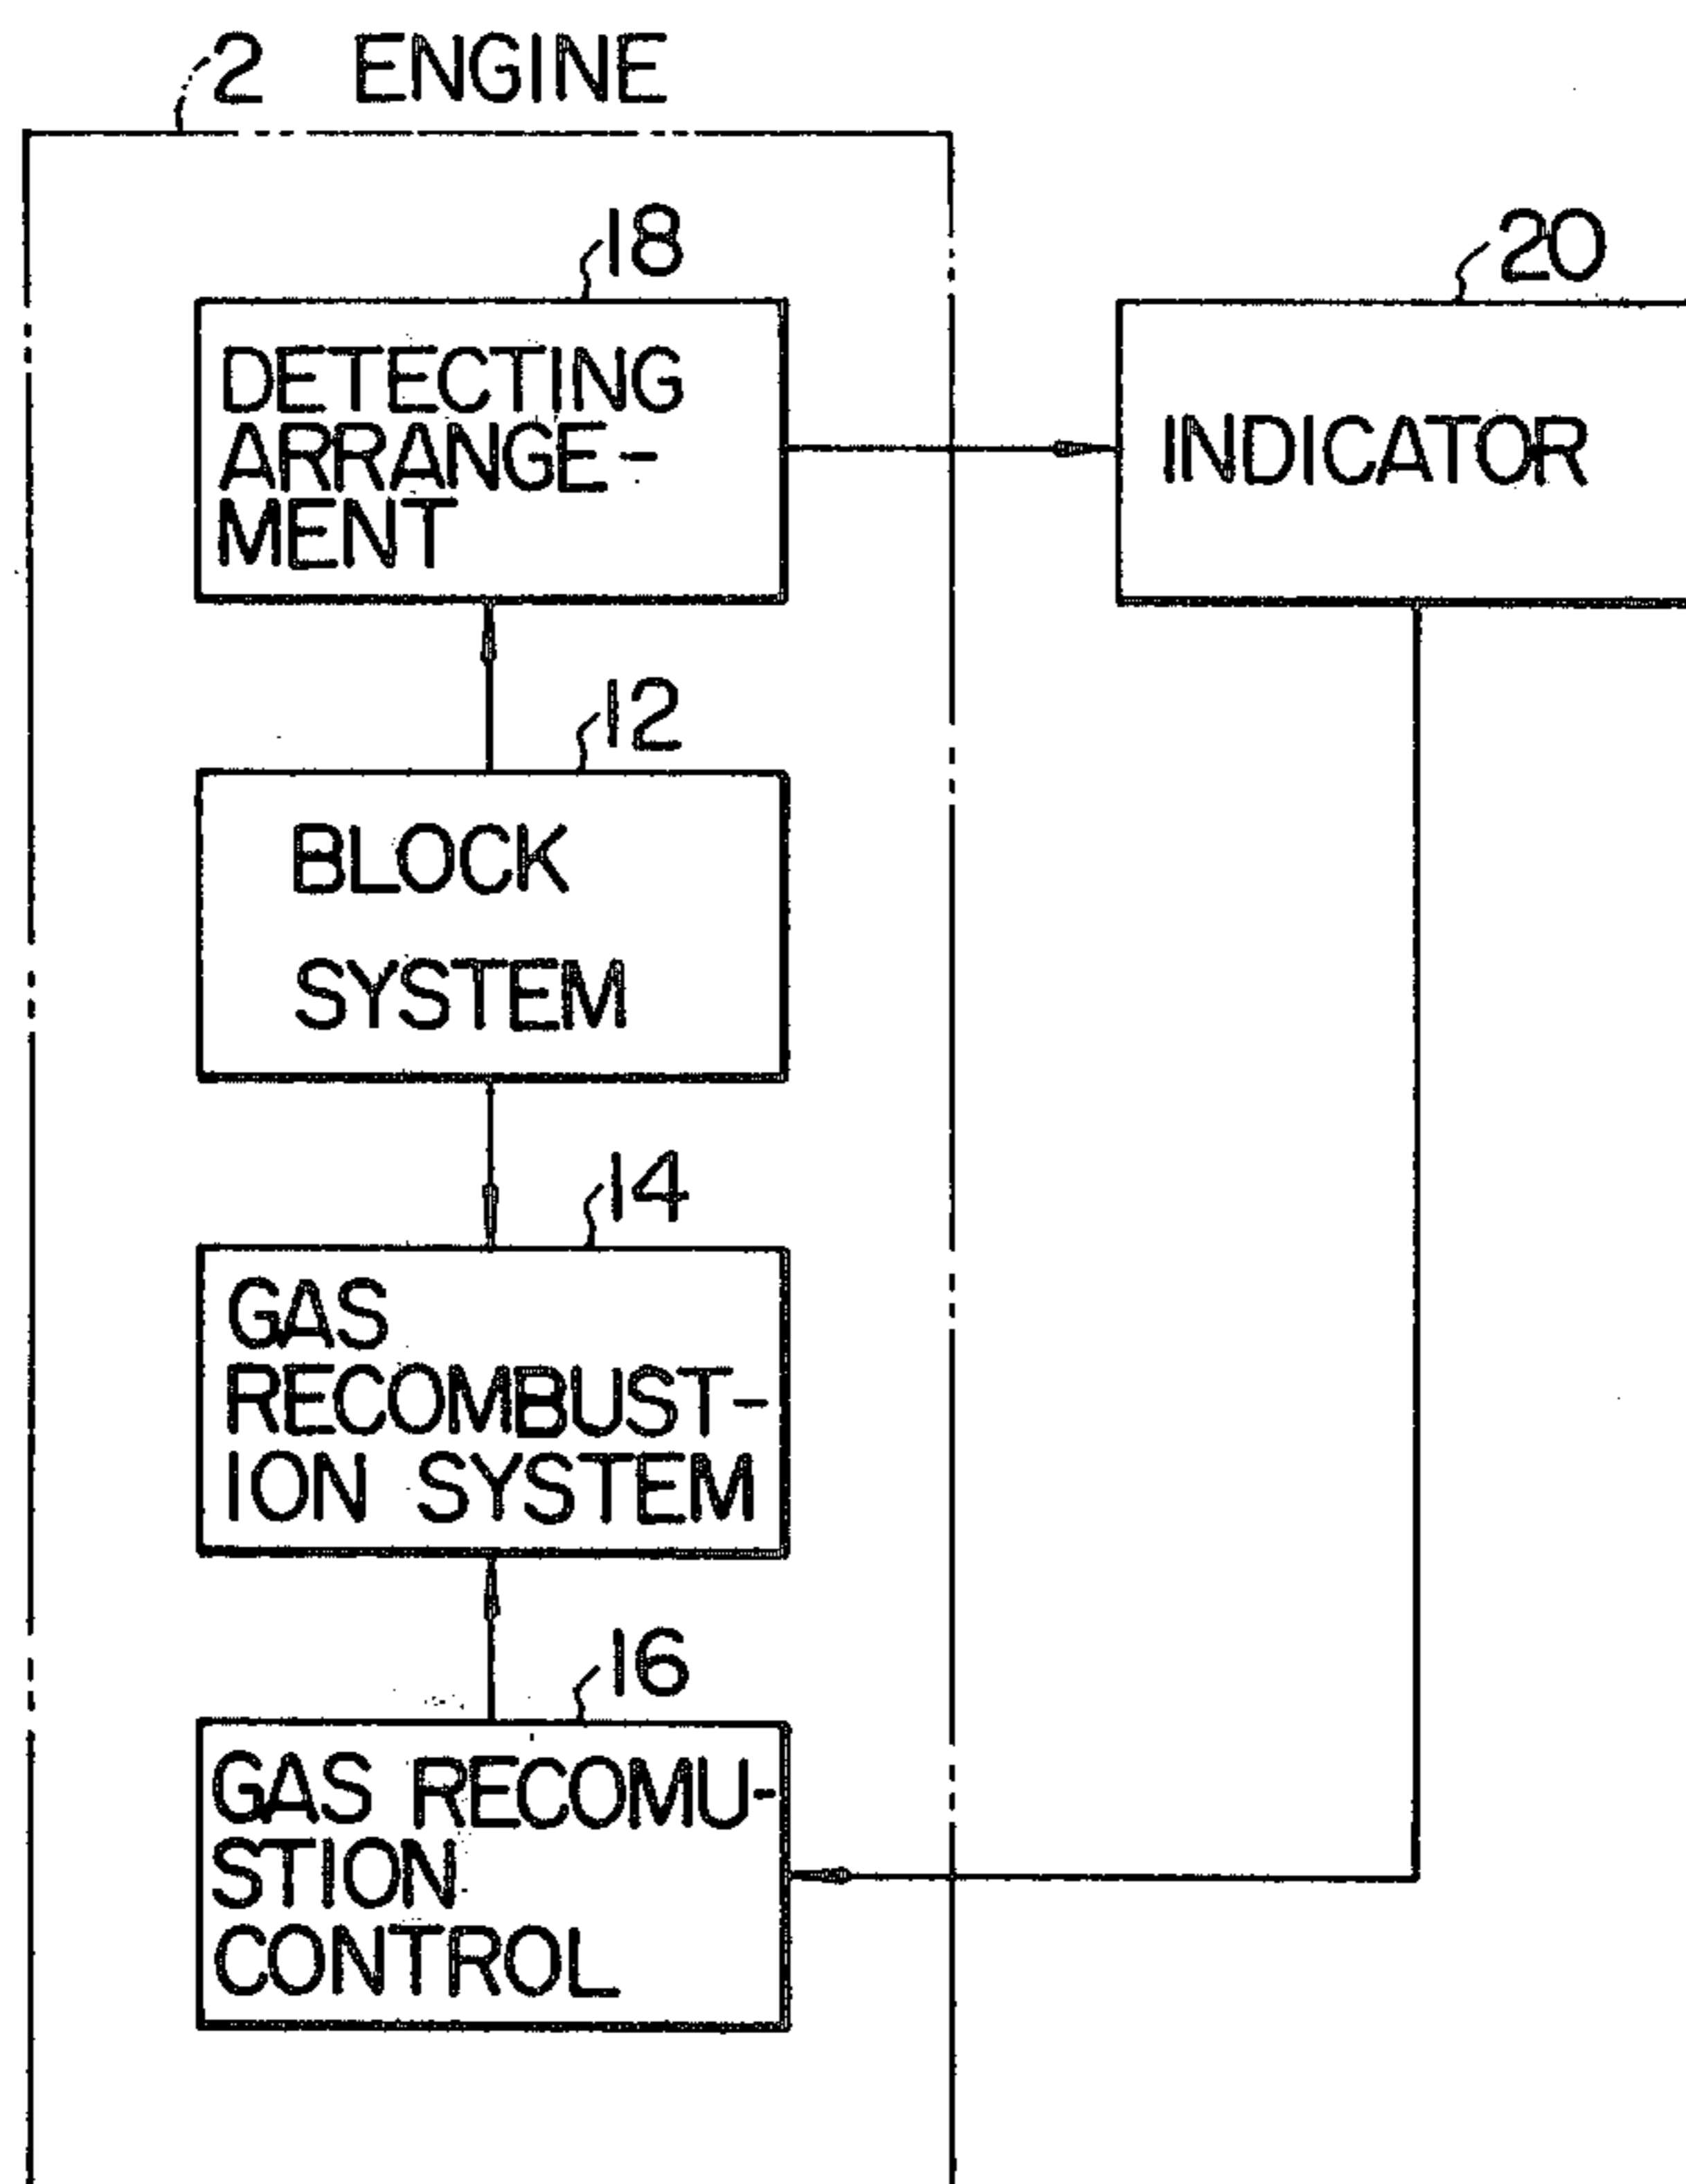 2 ENGINE
18
DETECTING
ARRANGE-
MENT
20
INDICATOR
12
BLOCK
SYSTEM
14
GAS
RECOMBUST-
ION SYSTEM
16
GAS RECOMU-
STION
CONTROL